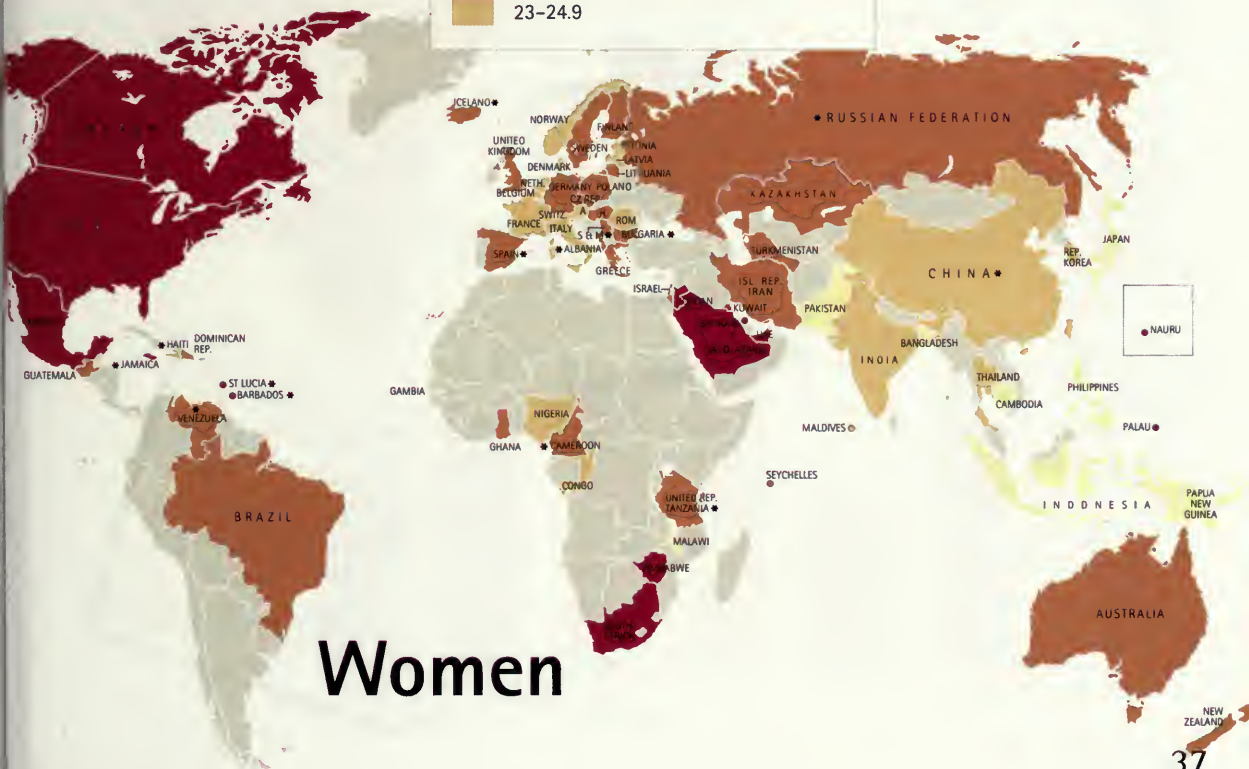 23–24.9
ICELAND*
NORWAY
FINLAND
UNITED
KINGDOM
SWEDEN
*RUSSIAN FEDERATION
DENMARK
LATVIA
LITHUANIA
NETH.
GERMANY POLAND
BELGIUM
CZ REP.
KAZAKHSTAN
SWITZ.
A
H
FRANCE
ROM
ITALY
S & M*
BULGARIA*
*ALBANIA
SPAIN*
GREECE
TURKMENISTAN
JAPAN
REP.
KOREA
CHINA*
ISRAEL
ISL REP.
IRAN
KUWAIT
PAKISTAN
NAURU
*HAITI
DOMINICAN
REP.
BANGLADESH
INDIA
*JAMAICA
GUATEMALA
ST LUCIA*
BARBADOS*
GAMBIA
THAILAND
CAMBODIA
PHILIPPINES
VENEZUELA
NIGERIA
MALDIVES
PALAU
GHANA
*CAMEROON
SEYCHELLES
CONGO
UNITED REP.
TANZANIA*
INDONESIA
PAPUA
NEW
GUINEA
BRAZIL
MALAWI
ZIMBABWE
AUSTRALIA
SOUTH
AFRICA
Women
NEW
ZEALAND
37